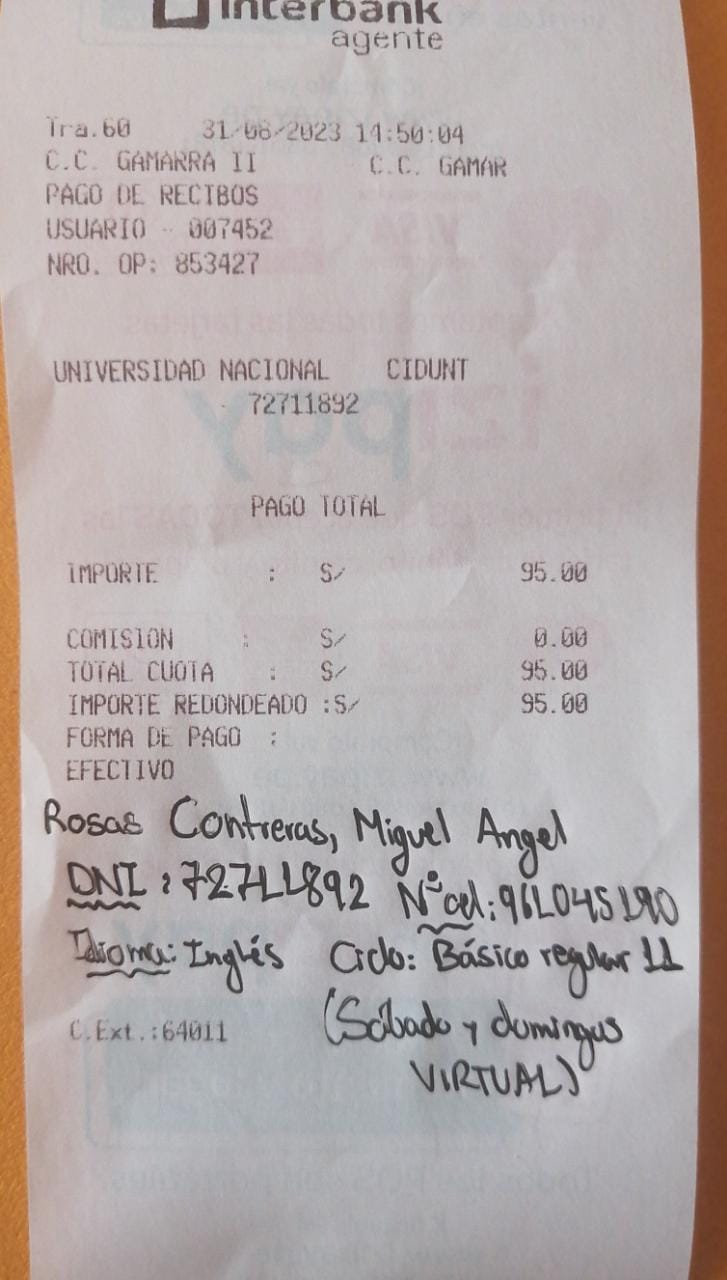 Interbank
agente
Tra.60 31/08/2023 14:50:04
C.C. GAMARRA II C.C. GAMAR
PAGO DE RECIBOS
USUARIO - 007452
NRO. OP: 853427
UNIVERSIDAD NACIONAL CIDUNT
72711892
PAGO TOTAL
IMPORTE : S/ 95.00
COMISION : S/ 0.00
TOTAL CUOTA : S/ 95.00
IMPORTE REDONDEADO :S/ 95.00
FORMA DE PAGO :
EFECTIVO
Rosas Contreras, Miguel Angel
DNI : 72711892 N° cel: 961045190
Idioma: Inglés Ciclo: Básico regular 11
C.Ext.:64011 (Sábado y domingos
VIRTUAL)